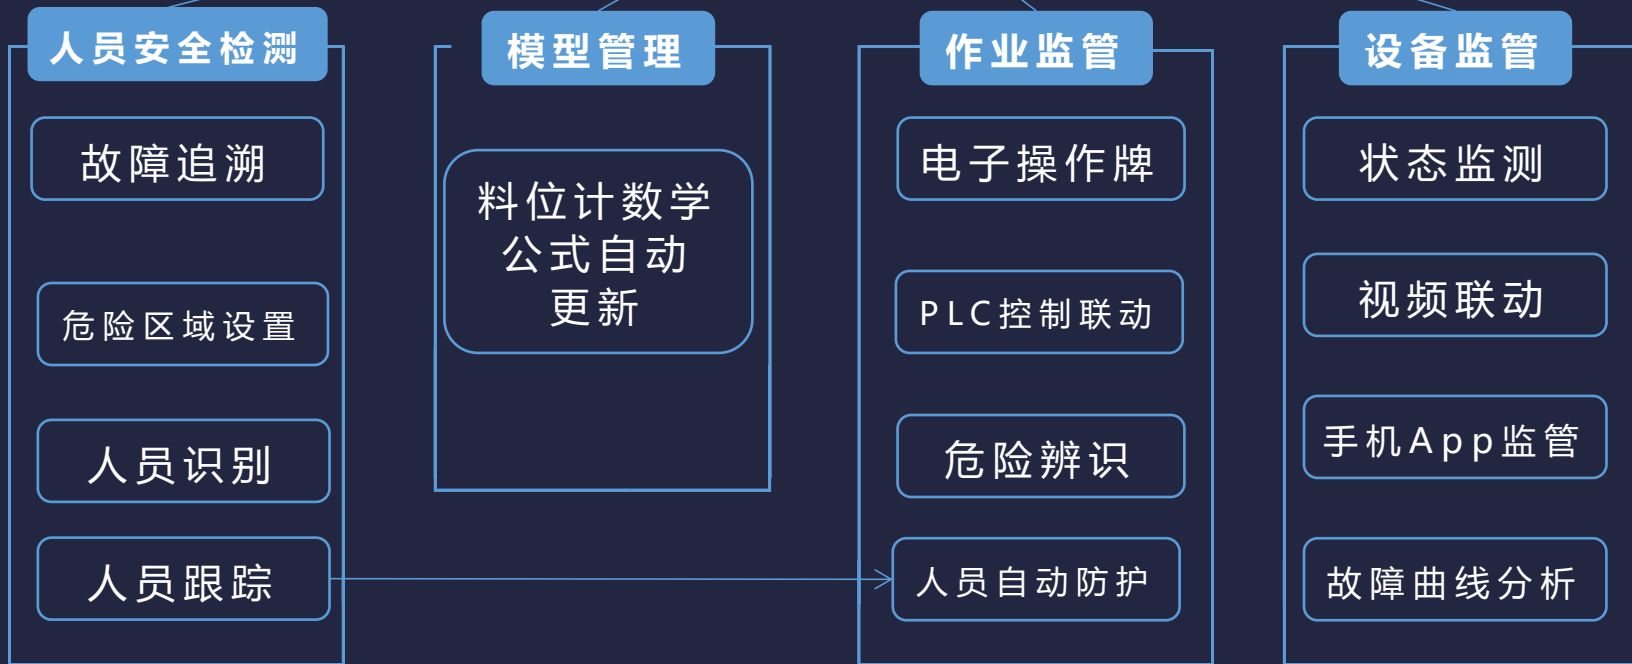 人员安全检测
故障追溯
危险区域设置
人员识别
人员跟踪
模型管理
料位计数学
公式自动
更新
作业监管
电子操作牌
PLC控制联动
危险辨识
人员自动防护
设备监管
状态监测
视频联动
手机App监管
故障曲线分析